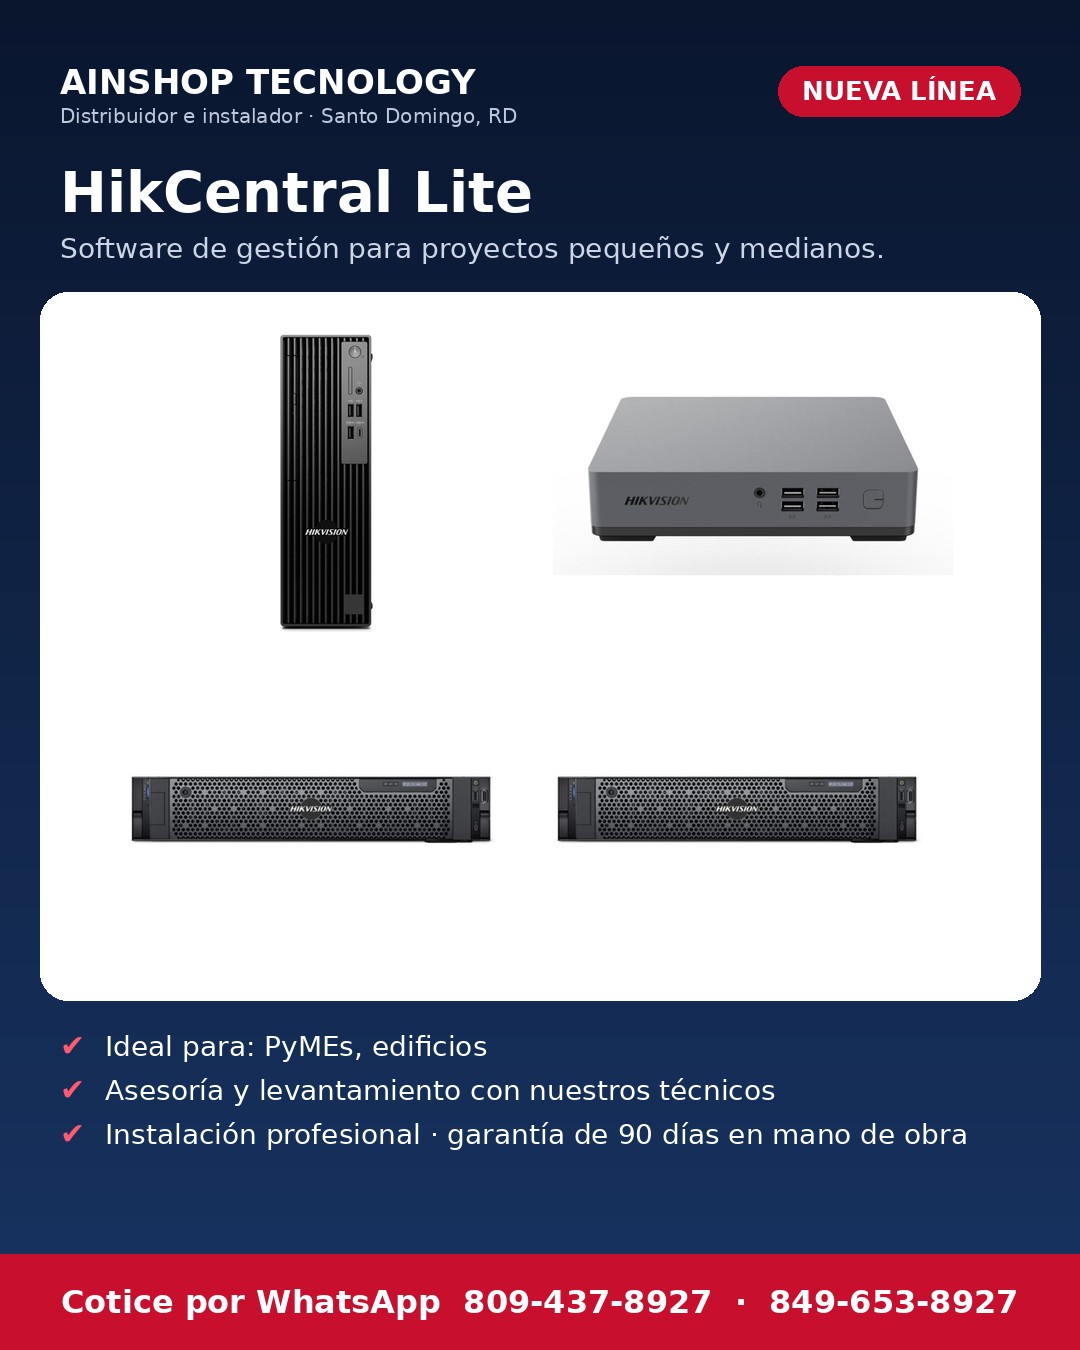 AINSHOP TECNOLOGY
NUEVA LÍNEA
Distribuidor e instalador · Santo Domingo, RD
HikCentral Lite
Software de gestión para proyectos pequeños y medianos.
HIKVISION
HIKVISION
HIKVISION
HIKVISION
✔ Ideal para: PyMEs, edificios
✔ Asesoría y levantamiento con nuestros técnicos
✔ Instalación profesional · garantía de 90 días en mano de obra
Cotice por WhatsApp 809-437-8927 · 849-653-8927